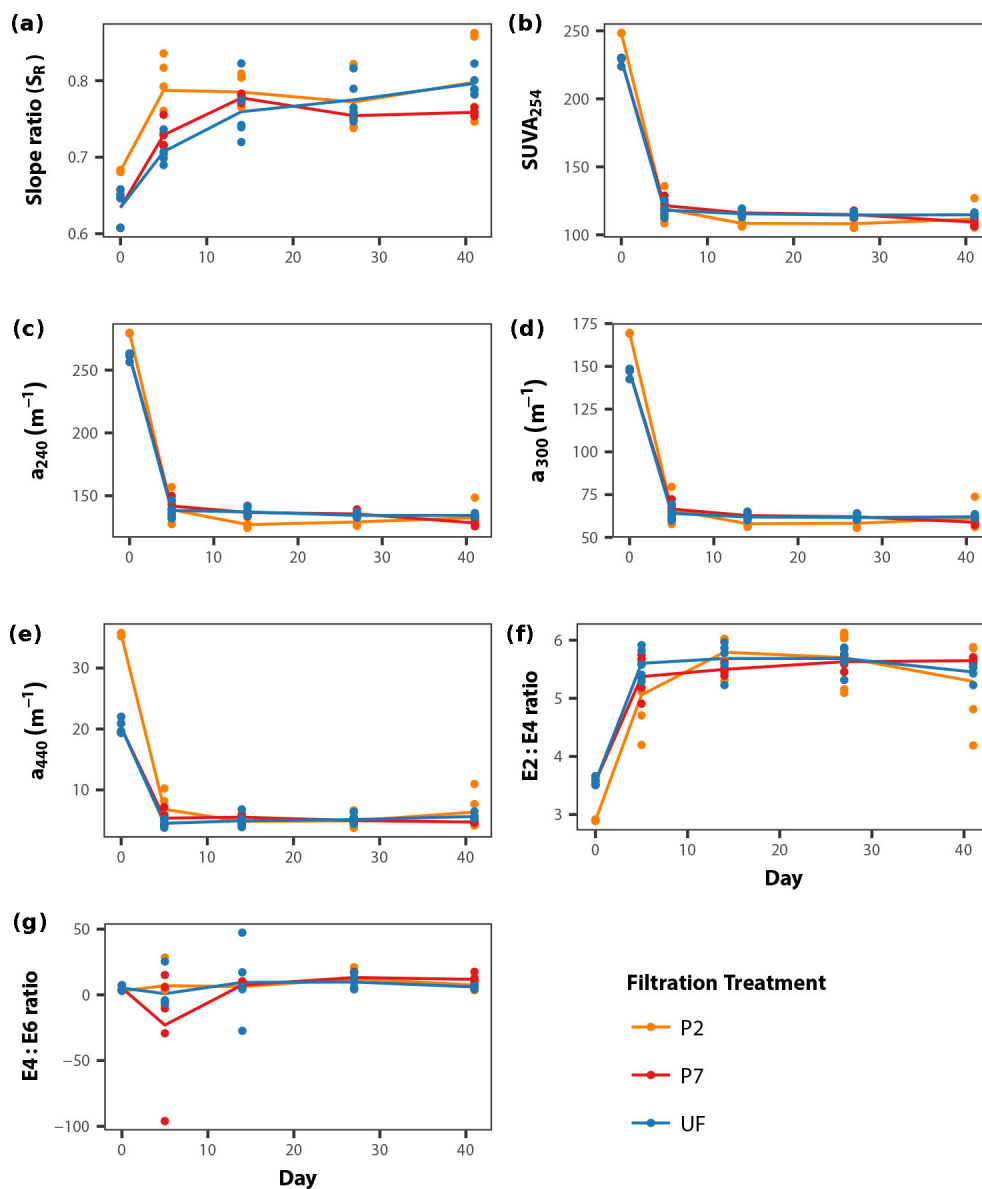 (a)
Slope ratio (S_R)
0.8
0.7
0.6
0 10 20 30 40
(b)
SUVA_254
250
200
150
100
0 10 20 30 40
(c)
a_240 (m^−1)
250
200
150
0 10 20 30 40
(d)
a_300 (m^−1)
175
150
125
100
75
50
0 10 20 30 40
(e)
a_440 (m^−1)
30
20
10
0 10 20 30 40
(f)
E2 : E4 ratio
6
5
4
3
0 10 20 30 40
Day
(g)
E4 : E6 ratio
50
0
−50
−100
0 10 20 30 40
Day
Filtration Treatment
P2
P7
UF